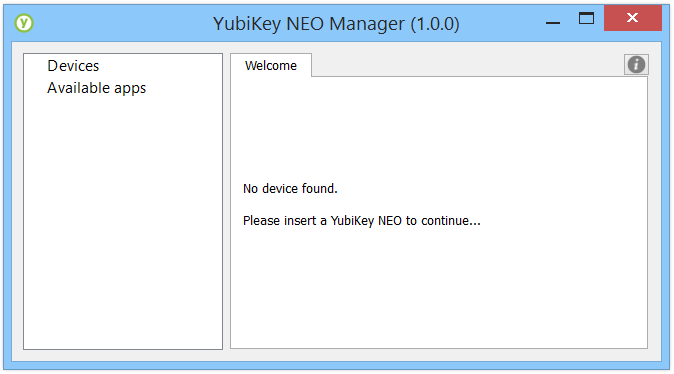 YubiKey NEO Manager (1.0.0)
Devices
Available apps
Welcome
No device found.
Please insert a YubiKey NEO to continue...